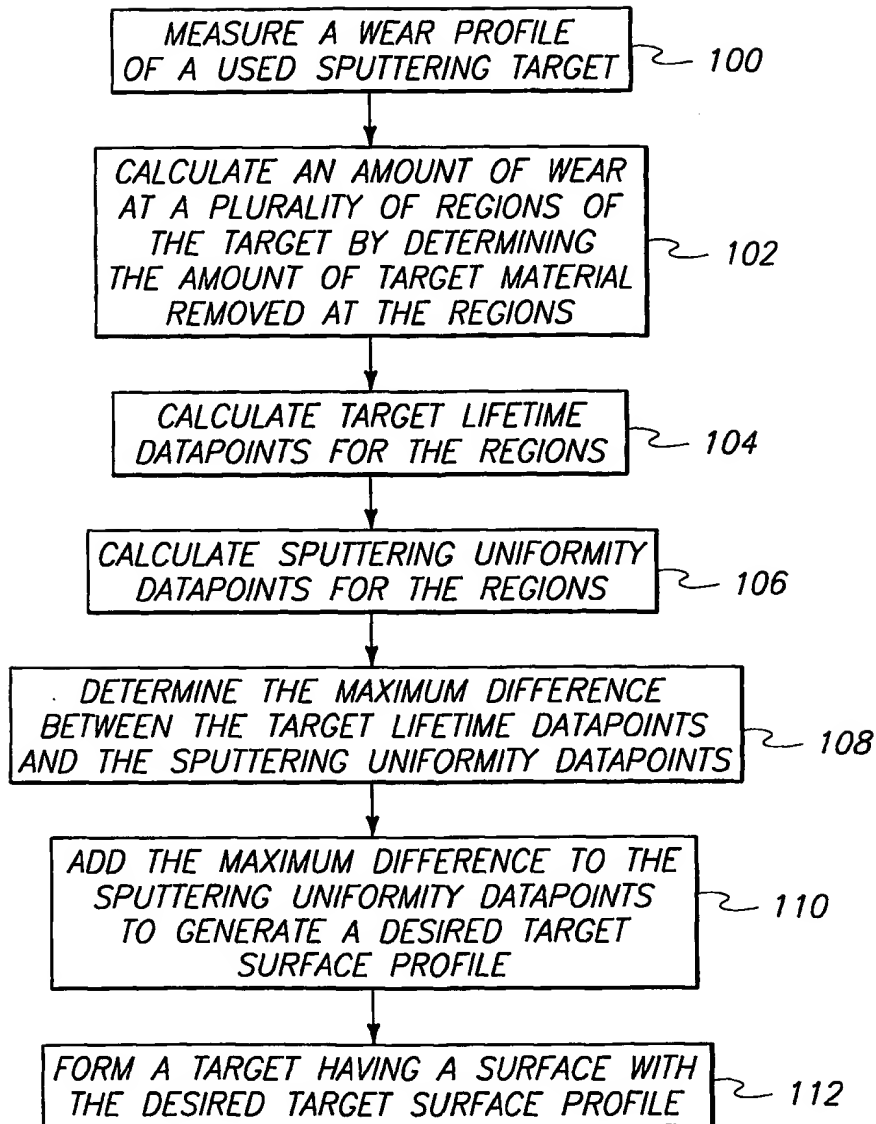 MEASURE A WEAR PROFILE
OF A USED SPUTTERING TARGET
100
CALCULATE AN AMOUNT OF WEAR
AT A PLURALITY OF REGIONS OF
THE TARGET BY DETERMINING
THE AMOUNT OF TARGET MATERIAL
REMOVED AT THE REGIONS
102
CALCULATE TARGET LIFETIME
DATAPOINTS FOR THE REGIONS
104
CALCULATE SPUTTERING UNIFORMITY
DATAPOINTS FOR THE REGIONS
106
DETERMINE THE MAXIMUM DIFFERENCE
BETWEEN THE TARGET LIFETIME DATAPOINTS
AND THE SPUTTERING UNIFORMITY DATAPOINTS
108
ADD THE MAXIMUM DIFFERENCE TO THE
SPUTTERING UNIFORMITY DATAPOINTS
TO GENERATE A DESIRED TARGET
SURFACE PROFILE
110
FORM A TARGET HAVING A SURFACE WITH
THE DESIRED TARGET SURFACE PROFILE
112